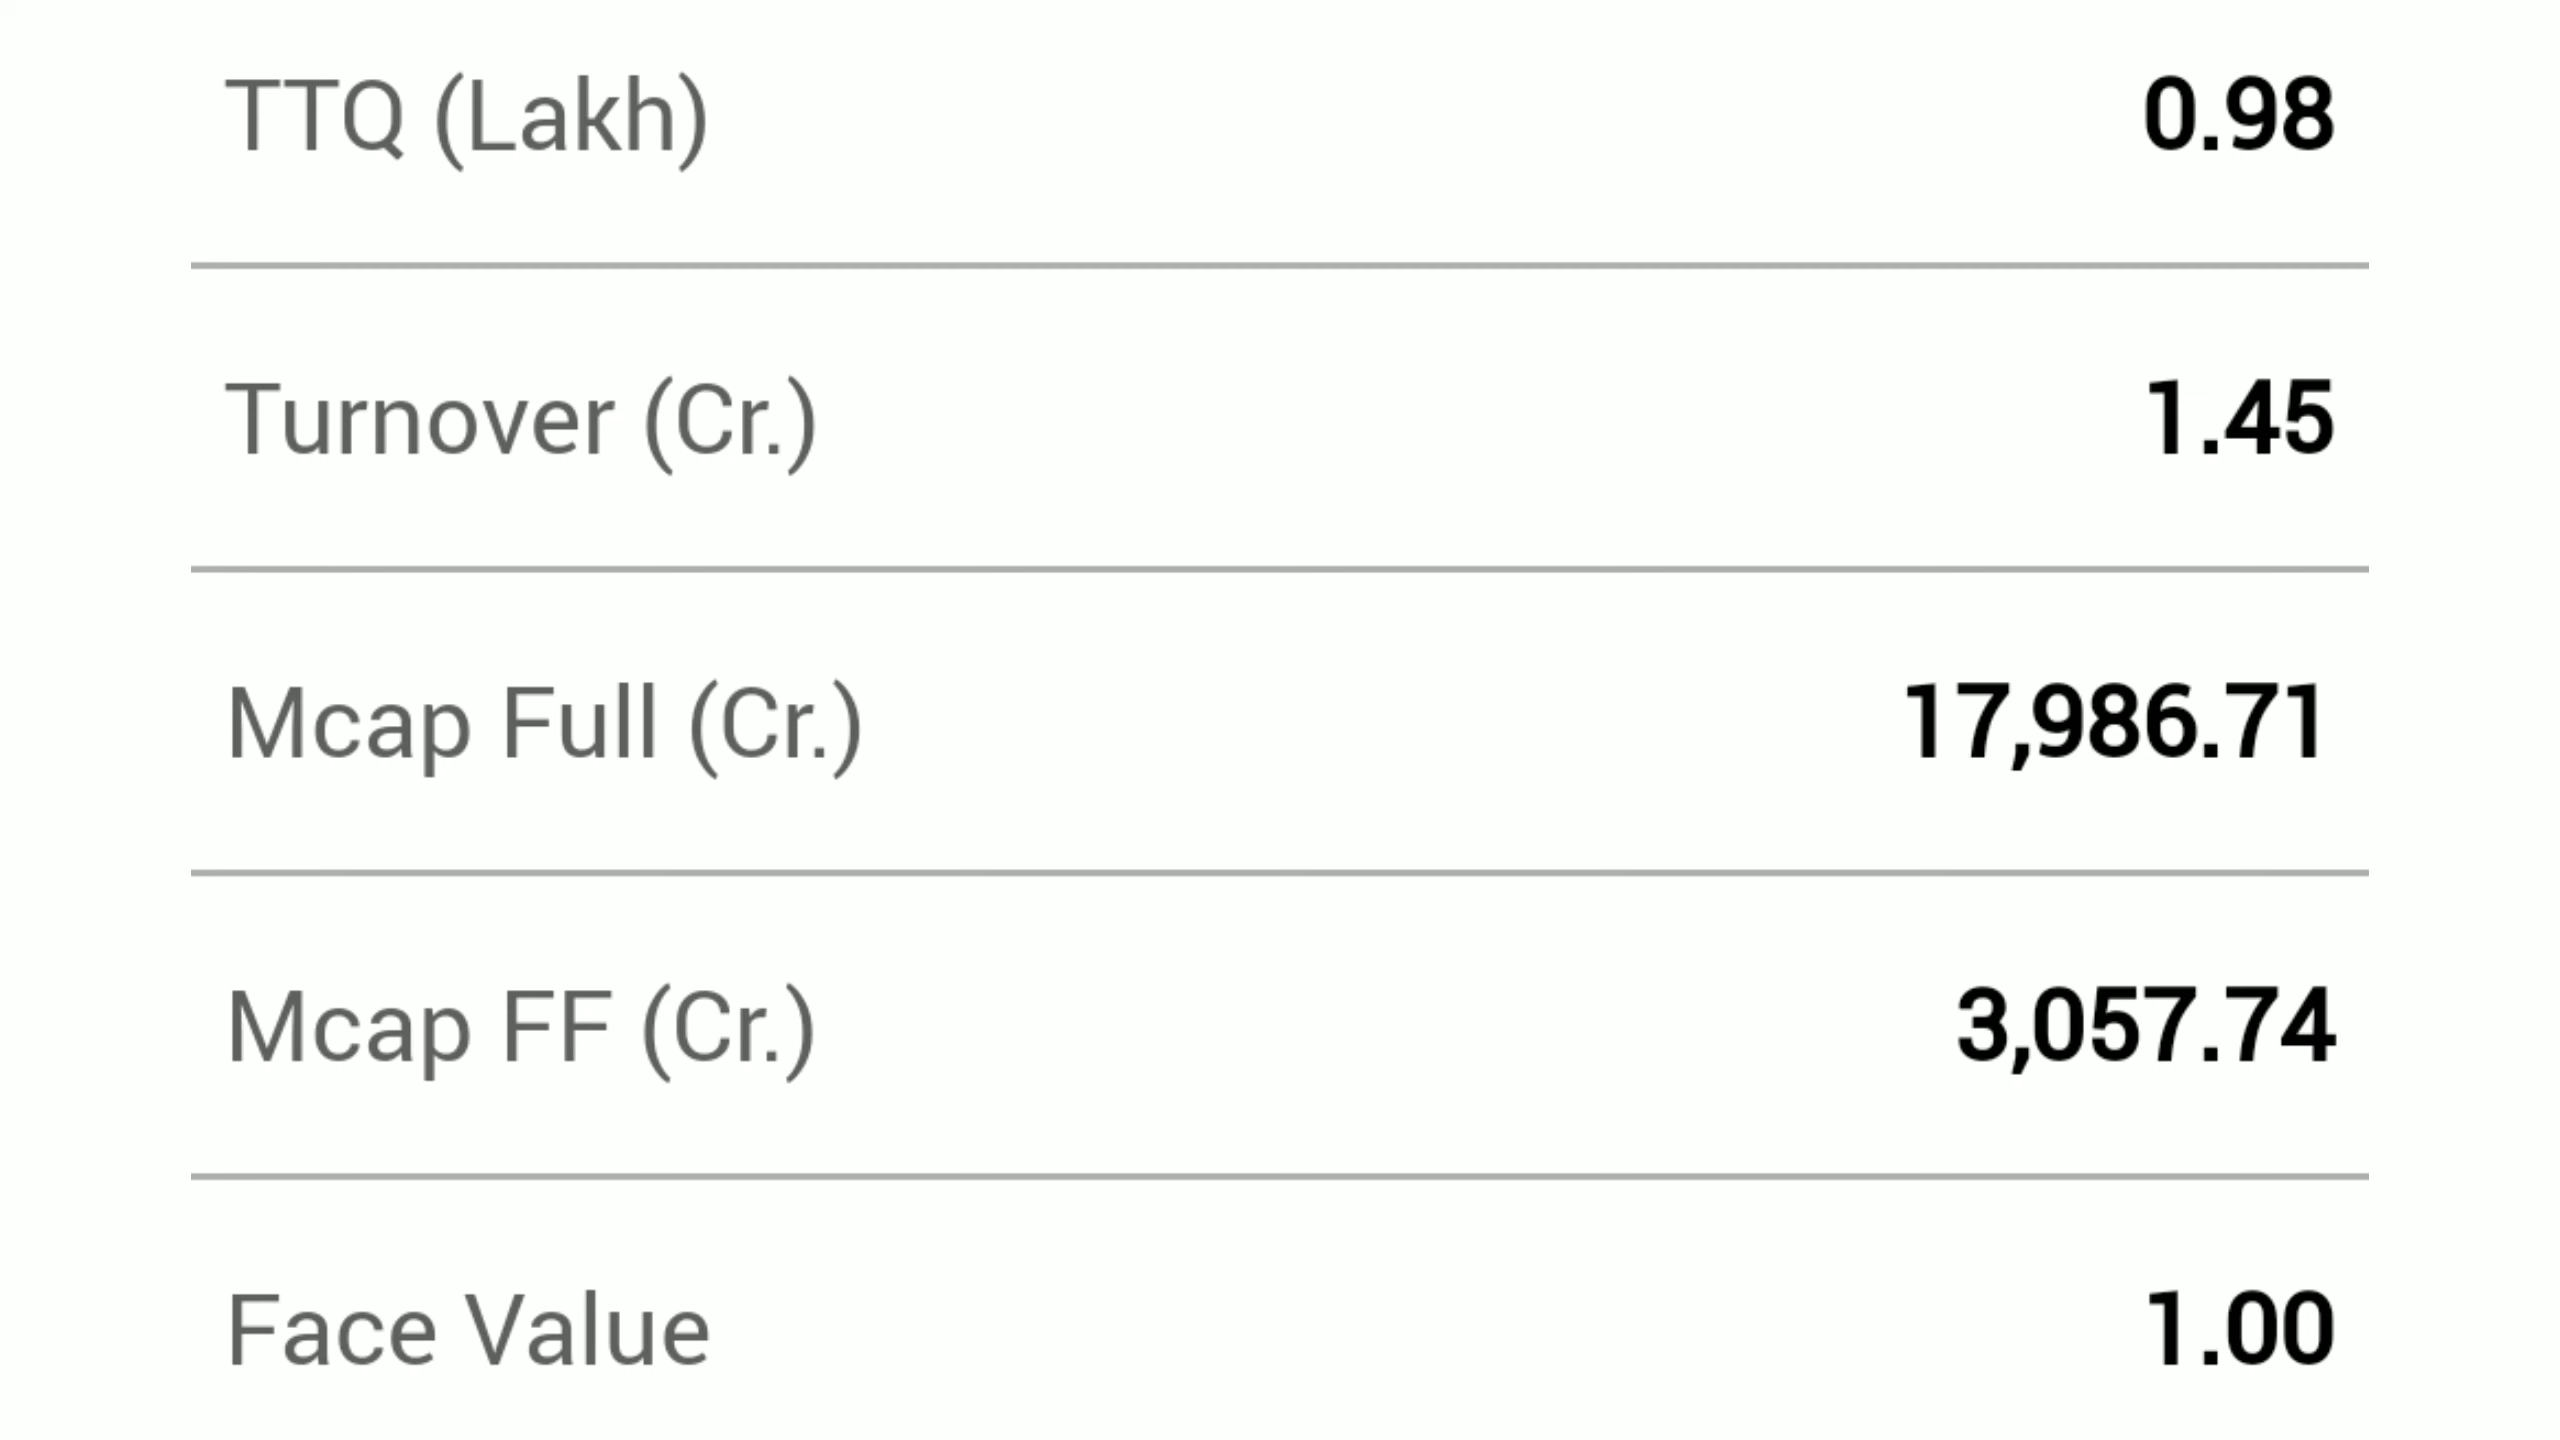 TTQ (Lakh) 0.98
Turnover (Cr.) 1.45
Mcap Full (Cr.) 17,986.71
Mcap FF (Cr.) 3,057.74
Face Value 1.00